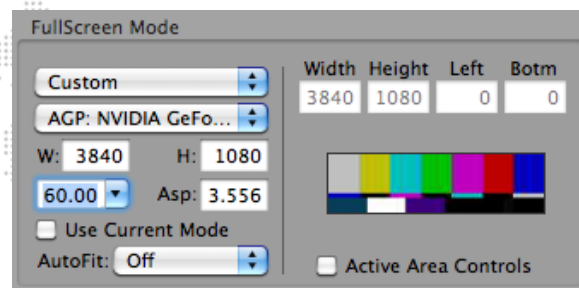 FullScreen Mode
Custom
AGP: NVIDIA GeFo...
W: 3840 H: 1080
60.00 Asp: 3.556
Use Current Mode
AutoFit: Off
Width Height Left Botm
3840 1080 0 0
Active Area Controls